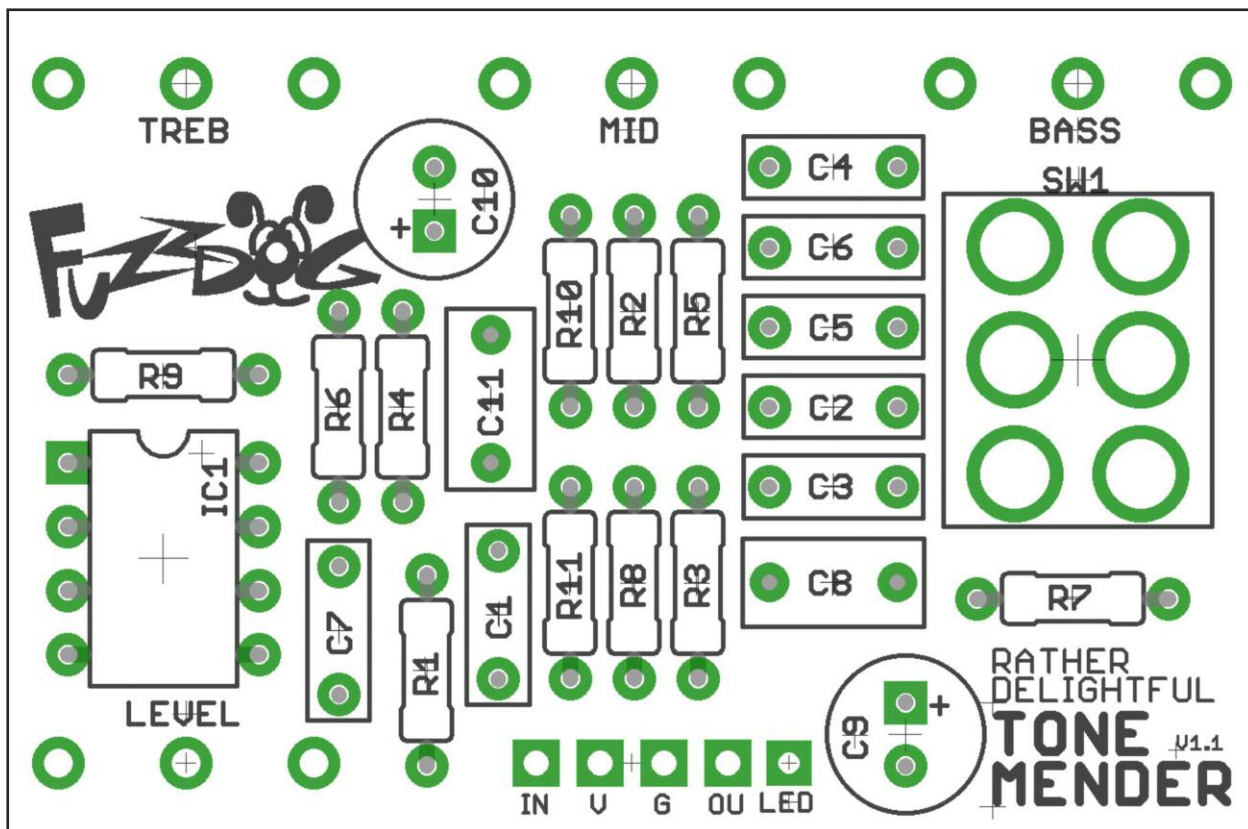 TREB
MID
BASS
C4
SW1
FUZZDOG
+
C10
C6
R10
R2
R5
C5
R9
R6
R4
C11
C2
IC1
C3
R11
R8
R3
C8
R7
C7
C1
R1
RATHER
DELIGHTFUL
TONE
V1.1
MENDER
LEVEL
C9
+
IN
V
G
OU
LED